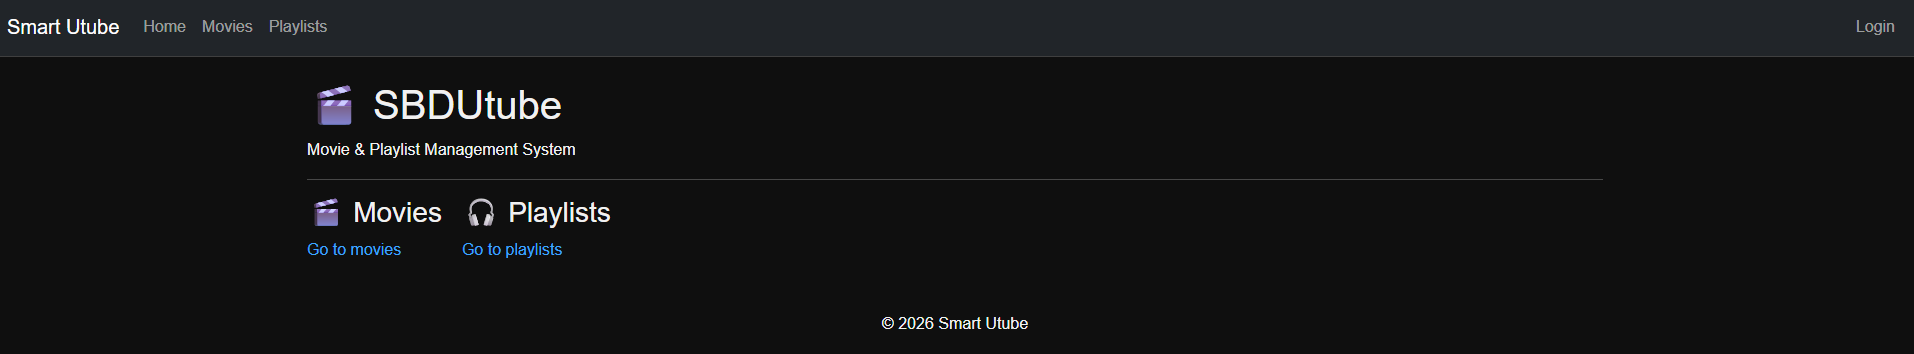 Smart Utube Home Movies Playlists Login
SBDUtube
Movie & Playlist Management System
Movies Playlists
Go to movies Go to playlists
© 2026 Smart Utube